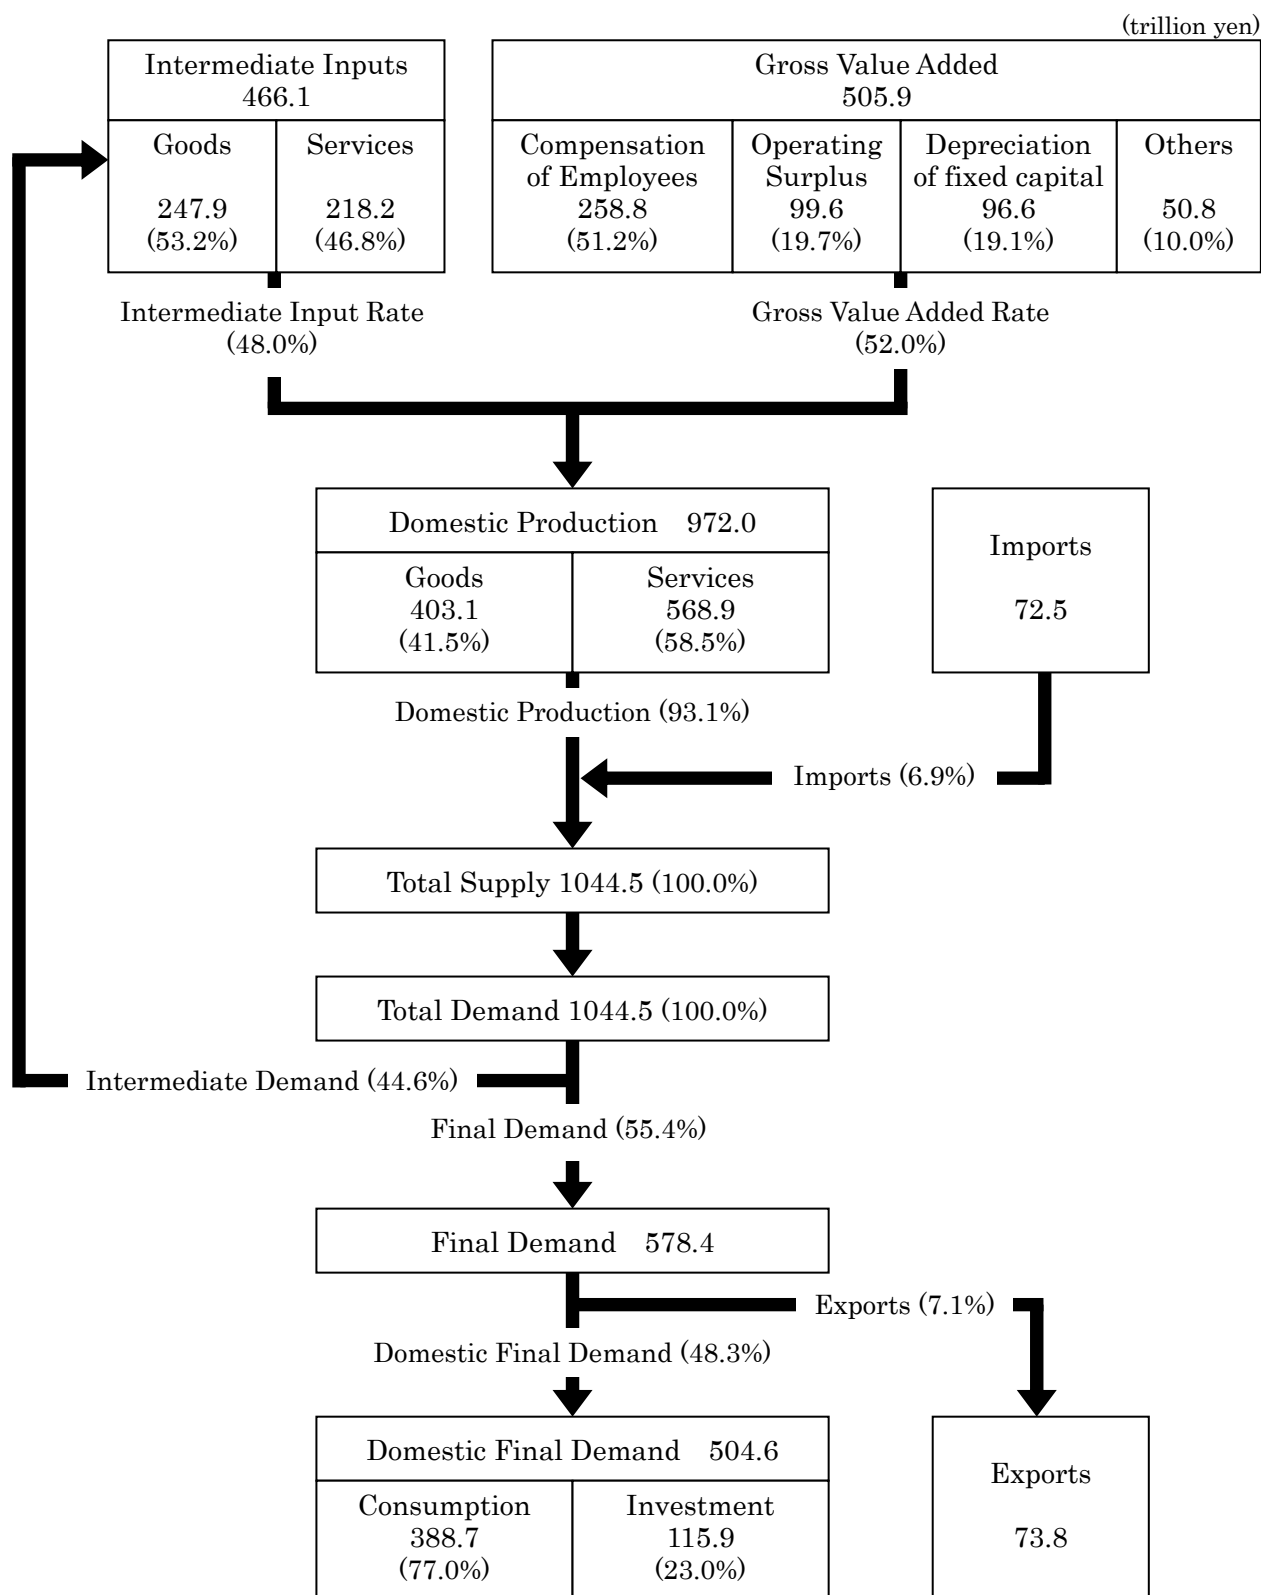 (trillion yen)
Intermediate Inputs
466.1
Goods
247.9
(53.2%)
Services
218.2
(46.8%)
Gross Value Added
505.9
Compensation
of Employees
258.8
(51.2%)
Operating
Surplus
99.6
(19.7%)
Depreciation
of fixed capital
96.6
(19.1%)
Others
50.8
(10.0%)
Intermediate Input Rate
(48.0%)
Gross Value Added Rate
(52.0%)
Domestic Production 972.0
Goods
403.1
(41.5%)
Services
568.9
(58.5%)
Imports
72.5
Domestic Production (93.1%)
Imports (6.9%)
Total Supply 1044.5 (100.0%)
Total Demand 1044.5 (100.0%)
Intermediate Demand (44.6%)
Final Demand (55.4%)
Final Demand 578.4
Exports (7.1%)
Domestic Final Demand (48.3%)
Domestic Final Demand 504.6
Consumption
388.7
(77.0%)
Investment
115.9
(23.0%)
Exports
73.8